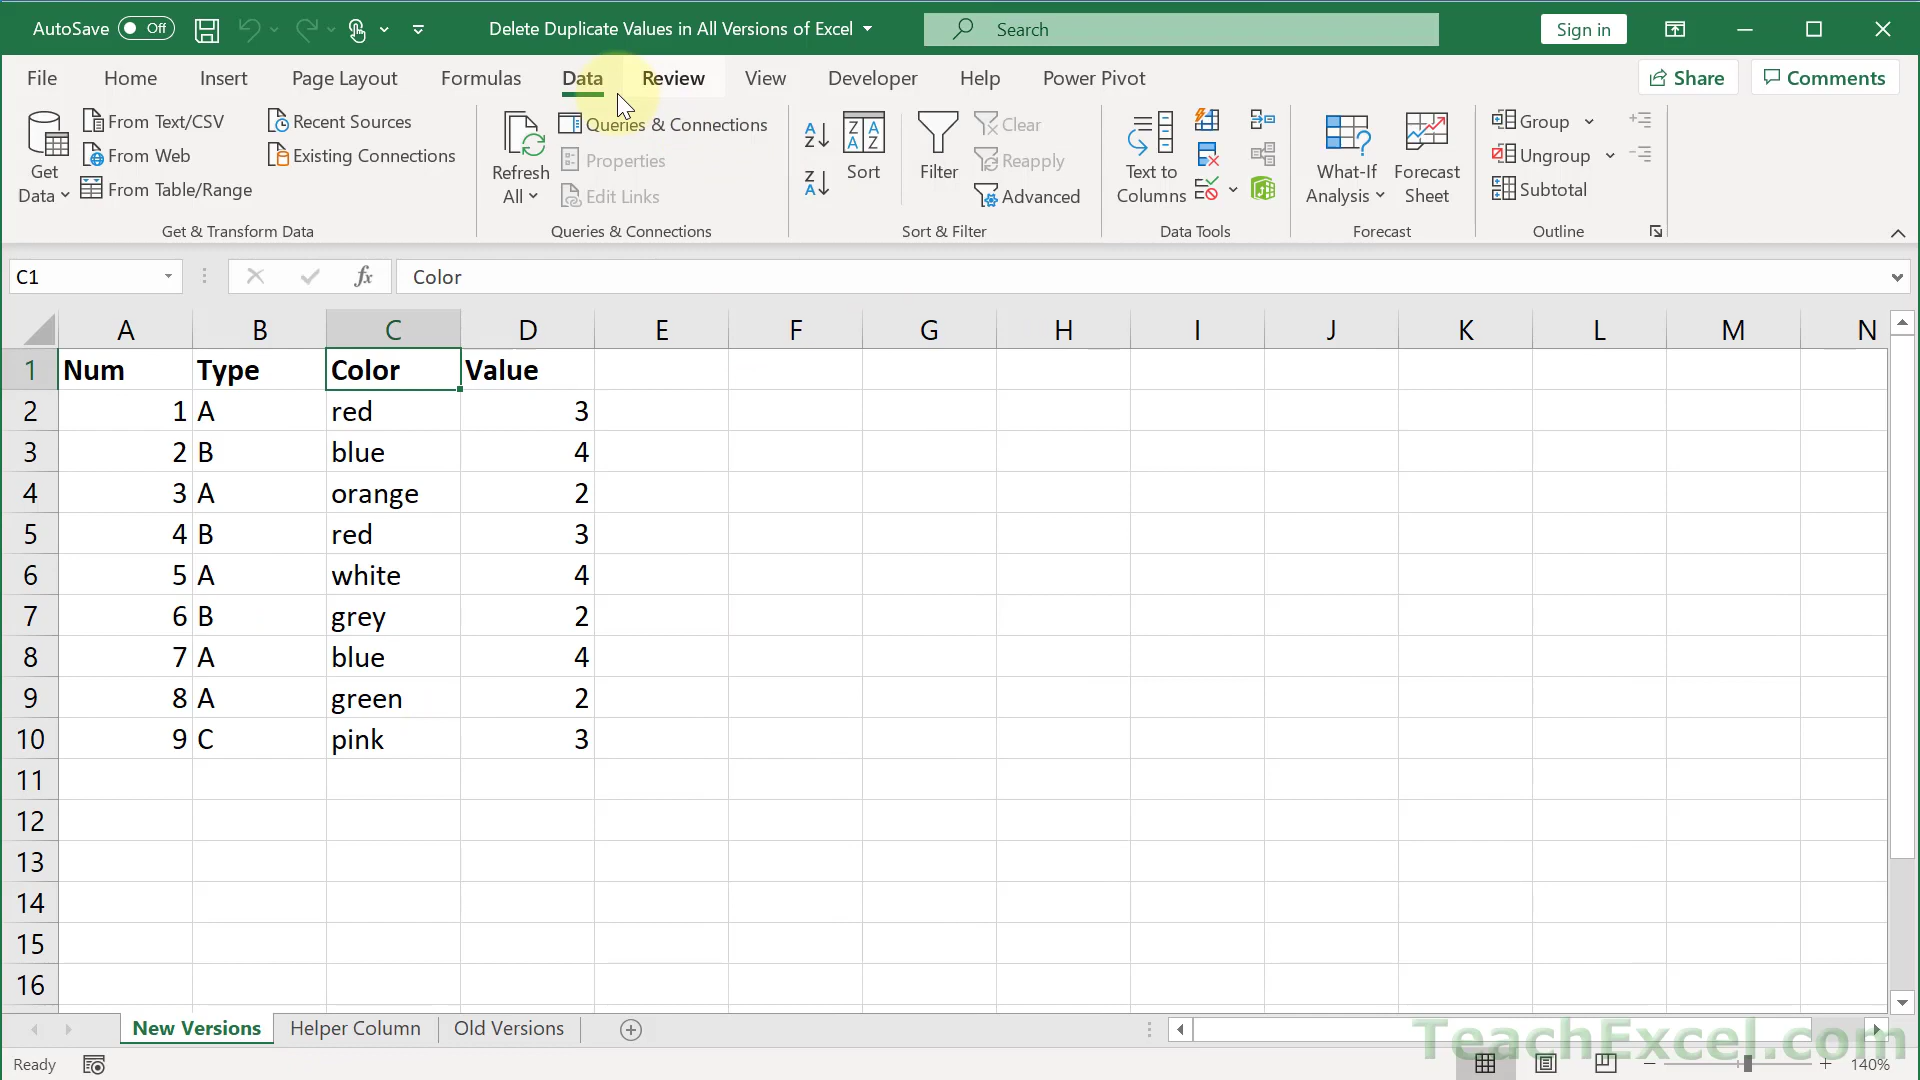 AutoSave Off Delete Duplicate Values in All Versions of Excel Search Sign in
File Home Insert Page Layout Formulas Data Review View Developer Help Power Pivot Share Comments
Get Data
From Text/CSV
From Web
From Table/Range
Recent Sources
Existing Connections
Get & Transform Data
Refresh All
Queries & Connections
Properties
Edit Links
Queries & Connections
Sort
Filter
Clear
Reapply
Advanced
Sort & Filter
Text to Columns
Data Tools
What-If Analysis
Forecast Sheet
Forecast
Group
Ungroup
Subtotal
Outline
C1 fx Color
A B C D E F G H I J K L M N
1 Num Type Color Value
2 1 A red 3
3 2 B blue 4
4 3 A orange 2
5 4 B red 3
6 5 A white 4
7 6 B grey 2
8 7 A blue 4
9 8 A green 2
10 9 C pink 3
11
12
13
14
15
16
New Versions Helper Column Old Versions
TeachExcel.com
Ready 140%